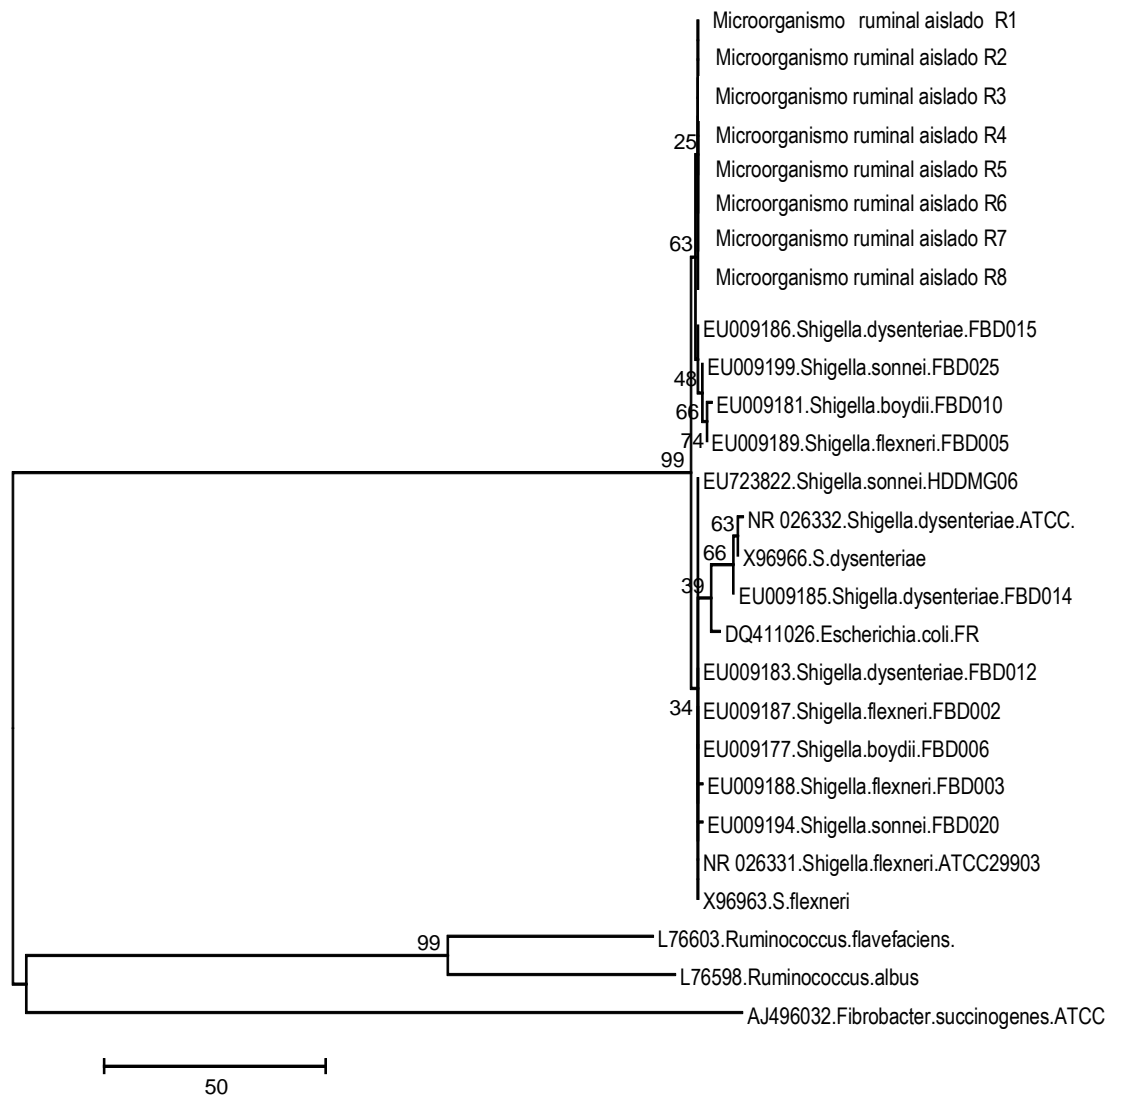 Microorganismo ruminal aislado R1
Microorganismo ruminal aislado R2
Microorganismo ruminal aislado R3
25
Microorganismo ruminal aislado R4
Microorganismo ruminal aislado R5
Microorganismo ruminal aislado R6
63
Microorganismo ruminal aislado R7
Microorganismo ruminal aislado R8
EU009186.Shigella.dysenteriae.FBD015
EU009199.Shigella.sonnei.FBD025
48
EU009181.Shigella.boydii.FBD010
66
74
EU009189.Shigella.flexneri.FBD005
99
EU723822.Shigella.sonnei.HDDMG06
63
NR 026332.Shigella.dysenteriae.ATCC.
66
X96966.S.dysenteriae
39
EU009185.Shigella.dysenteriae.FBD014
DQ411026.Escherichia.coli.FR
EU009183.Shigella.dysenteriae.FBD012
34
EU009187.Shigella.flexneri.FBD002
EU009177.Shigella.boydii.FBD006
EU009188.Shigella.flexneri.FBD003
EU009194.Shigella.sonnei.FBD020
NR 026331.Shigella.flexneri.ATCC29903
X96963.S.flexneri
99
L76603.Ruminococcus.flavefaciens.
L76598.Ruminococcus.albus
AJ496032.Fibrobacter.succinogenes.ATCC
50